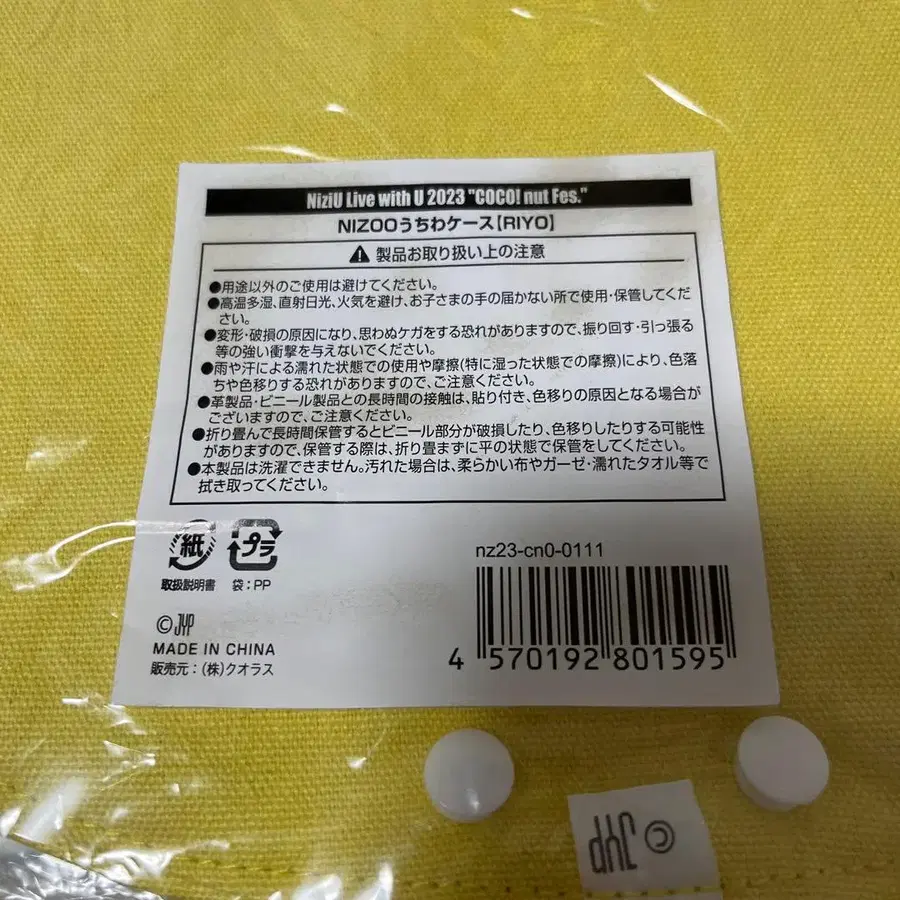 NiziU Live with U 2023 "COCO! nut Fes."
NIZOOうちわケース【RIYO】
⚠ 製品お取り扱い上の注意
●用途以外のご使用は避けてください。
●高温多湿、直射日光、火気を避け、お子さまの手の届かない所で使用・保管してくだ
さい。
●変形・破損の原因になり、思わぬケガをする恐れがありますので、振り回す・引っ張る
等の強い衝撃を与えないでください。
●雨や汗による濡れた状態での使用や摩擦(特に湿った状態での摩擦)により、色落
ちや色移りする恐れがありますので、ご注意ください。
●革製品・ビニール製品との長時間の接触は、貼り付き、色移りの原因となる場合が
ございますので、ご注意ください。
●折り畳んで長時間保管するとビニール部分が破損したり、色移りしたりする可能性
がありますので、保管する際は、折り畳まずに平の状態で保管をしてください。
●本製品は洗濯できません。汚れた場合は、柔らかい布やガーゼ・濡れたタオル等で
拭き取ってください。
紙 プラ
取扱説明書 袋:PP
nz23-cn0-0111
©JYP
MADE IN CHINA
販売元:(株)クオラス
4 570192 801595
©JYP